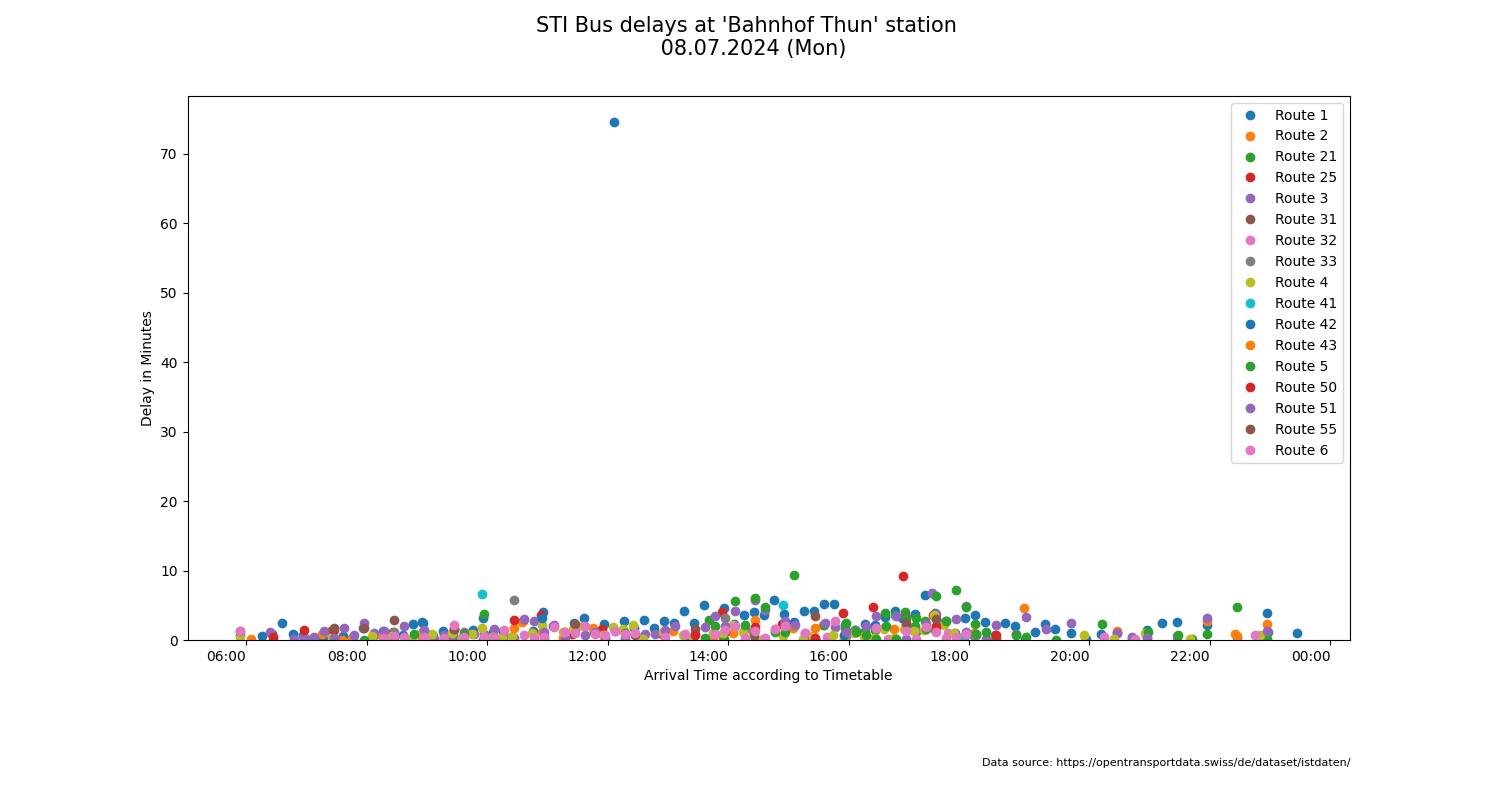 STI Bus delays at 'Bahnhof Thun' station
08.07.2024 (Mon)
70
60
50
40
30
20
10
0
Delay in Minutes
Route 1
Route 2
Route 21
Route 25
Route 3
Route 31
Route 32
Route 33
Route 4
Route 41
Route 42
Route 43
Route 5
Route 50
Route 51
Route 55
Route 6
06:00 08:00 10:00 12:00 14:00 16:00 18:00 20:00 22:00 00:00
Arrival Time according to Timetable
Data source: https://opentransportdata.swiss/de/dataset/istdaten/